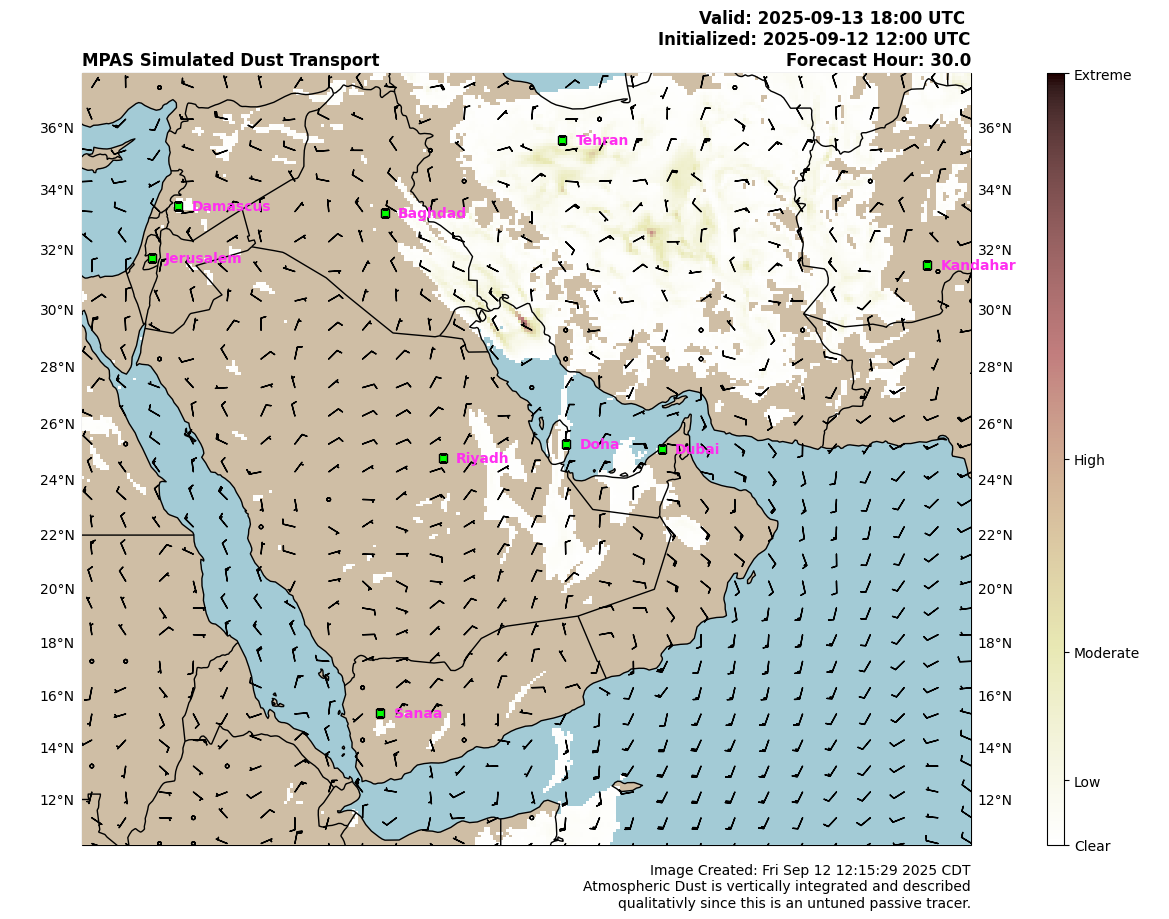 Valid: 2025-09-13 18:00 UTC
Initialized: 2025-09-12 12:00 UTC
MPAS Simulated Dust Transport
Forecast Hour: 30.0
Extreme
36°N
Tehran
36°N
34°N
34°N
Damascus
Baghdad
32°N
32°N
Jerusalem
Kandahar
30°N
30°N
28°N
28°N
26°N
26°N
Doha
Dubai
Riyadh
High
24°N
24°N
22°N
22°N
20°N
20°N
18°N
18°N
Moderate
16°N
16°N
Sanaa
14°N
14°N
Low
12°N
12°N
Clear
Image Created: Fri Sep 12 12:15:29 2025 CDT
Atmospheric Dust is vertically integrated and described
qualitativly since this is an untuned passive tracer.